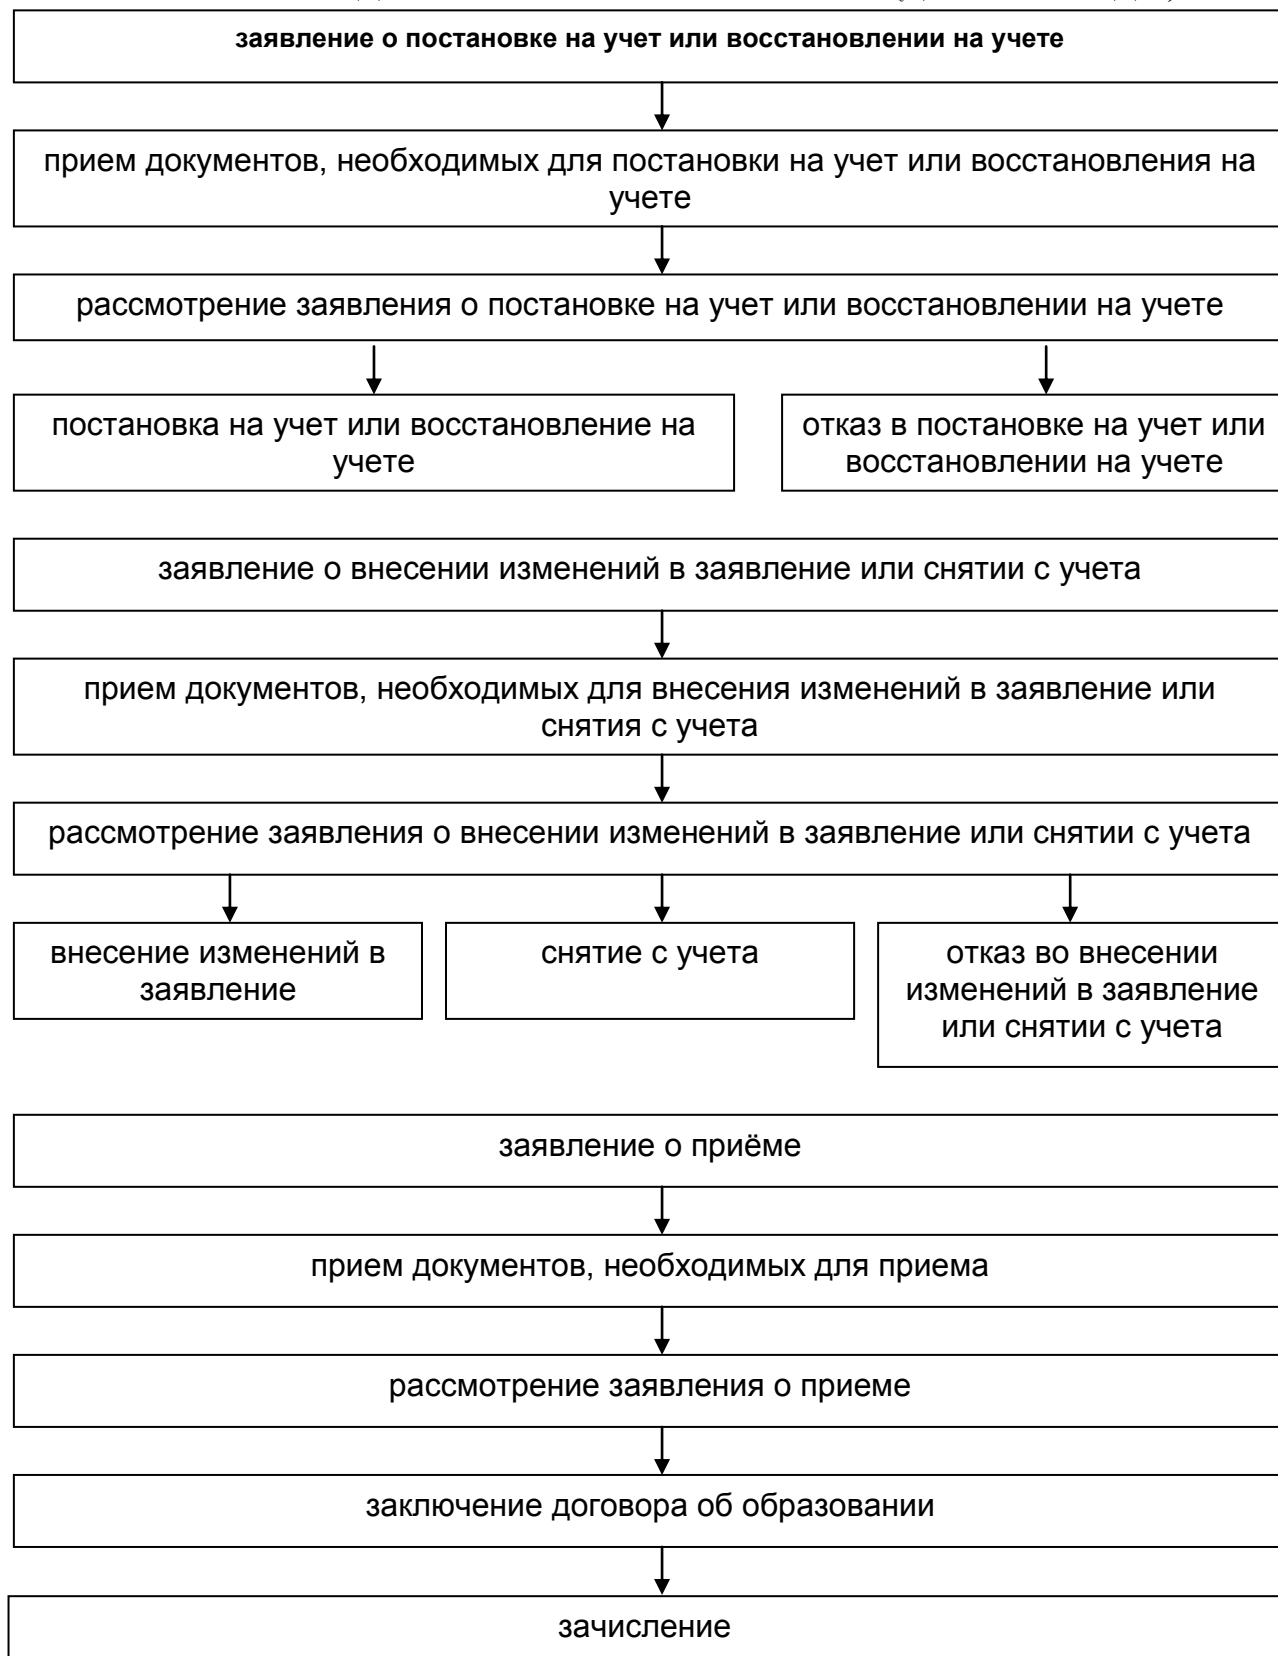 заявление о постановке на учет или восстановлении на учете
прием документов, необходимых для постановки на учет или восстановления на
учете
рассмотрение заявления о постановке на учет или восстановлении на учете
постановка на учет или восстановление на
учете
отказ в постановке на учет или
восстановлении на учете
заявление о внесении изменений в заявление или снятии с учета
прием документов, необходимых для внесения изменений в заявление или
снятия с учета
рассмотрение заявления о внесении изменений в заявление или снятии с учета
внесение изменений в
заявление
снятие с учета
отказ во внесении
изменений в заявление
или снятии с учета
заявление о приёме
прием документов, необходимых для приема
рассмотрение заявления о приеме
заключение договора об образовании
зачисление